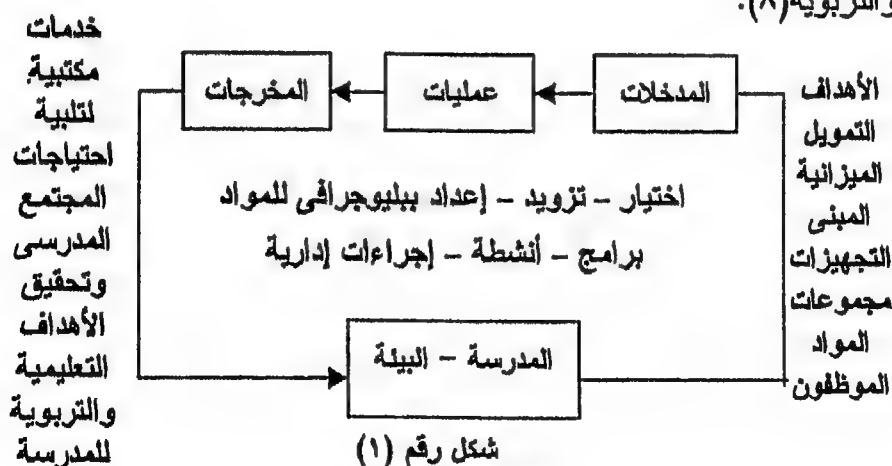 والتربوية(٨).
الأهداف
التمويل
الميزانية
المبنى
التجهيزات
مجموعات
المواد
الموظفون
المدخلات
عمليات
المخرجات
اختيار – تزويد – إعداد ببليوجرافى للمواد
برامج – أنشطة – إجراءات إدارية
المدرسة – البيئة
خدمات
مكتبية
لتلبية
احتياجات
المجتمع
المدرسى
وتحقيق
الأهداف
التعليمية
والتربوية
للمدرسة
شكل رقم (١)